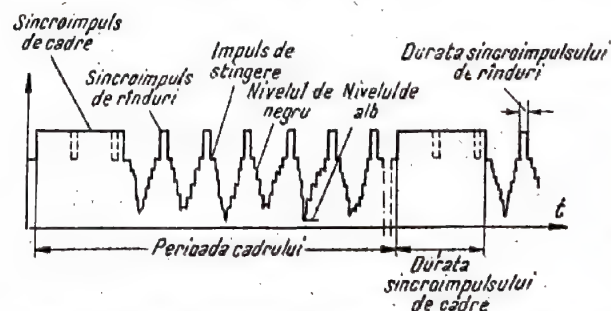 Sincroimpuls
de cadre
Sincroimpuls
de rînduri
Impuls de
stingere
Nivelul de
negru
Nivelul de
alb
Durata sincroimpulsului
de rînduri
t
Perioada cadrului
Durata
sincroimpulsului
de cadre